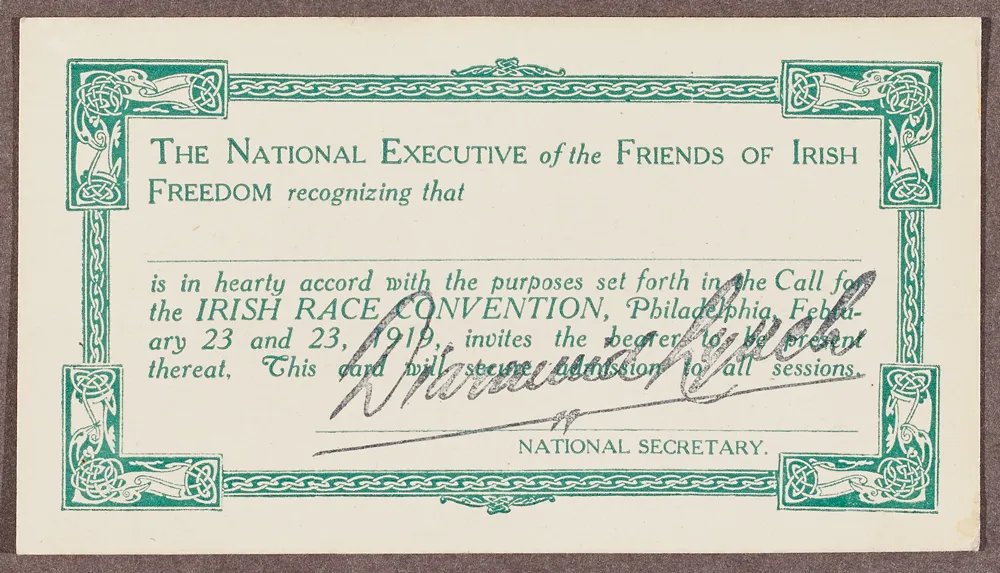 THE NATIONAL EXECUTIVE of the FRIENDS OF IRISH
FREEDOM recognizing that
is in hearty accord with the purposes set forth in the Call for
the IRISH RACE CONVENTION, Philadelphia, Febru-
ary 23 and 23, 1919, invites the bearer to be present
thereat. This card will secure admission to all sessions.
Diarmuid Lynch
NATIONAL SECRETARY.